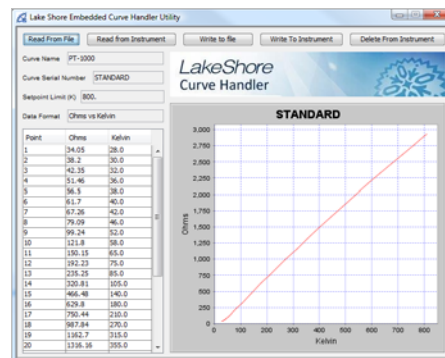 Lake Shore Embedded Curve Handler Utility
Read From File Read from Instrument Write to file Write To Instrument Delete From Instrument
Curve Name PT-1000
Curve Serial Number STANDARD
Setpoint Limit (K) 800.
Data Format Ohms vs Kelvin
LakeShore
Curve Handler
Point Ohms Kelvin
1 34.05 28.0
2 38.2 30.0
3 42.35 32.0
4 51.46 36.0
5 56.5 38.0
6 61.7 40.0
7 67.26 42.0
8 79.09 46.0
9 99.24 52.0
10 121.8 58.0
11 150.15 65.0
12 192.23 75.0
13 235.25 85.0
14 320.81 105.0
15 466.48 140.0
16 629.8 180.0
17 750.44 210.0
18 987.84 270.0
19 1162.7 315.0
20 1316.16 355.0
STANDARD
3,000
2,750
2,500
2,250
2,000
1,750
1,500
1,250
1,000
750
500
250
0
Ohms
0 100 200 300 400 500 600 700 800
Kelvin